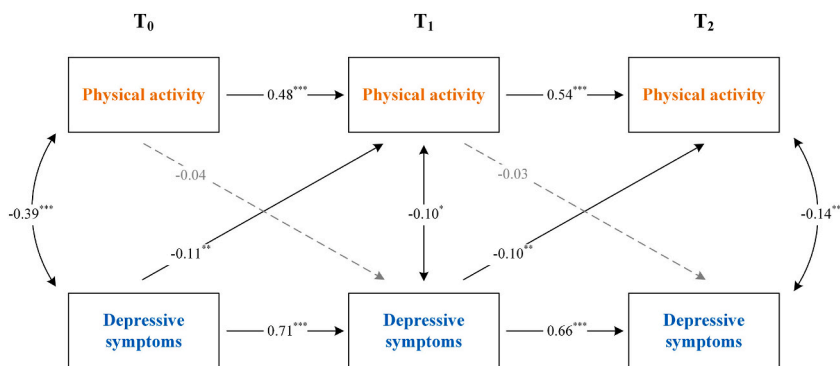 T₀ T₁ T₂
Physical activity 0.48*** Physical activity 0.54*** Physical activity
-0.04 -0.03
-0.39*** -0.10* -0.14**
-0.11** -0.10**
Depressive symptoms 0.71*** Depressive symptoms 0.66*** Depressive symptoms